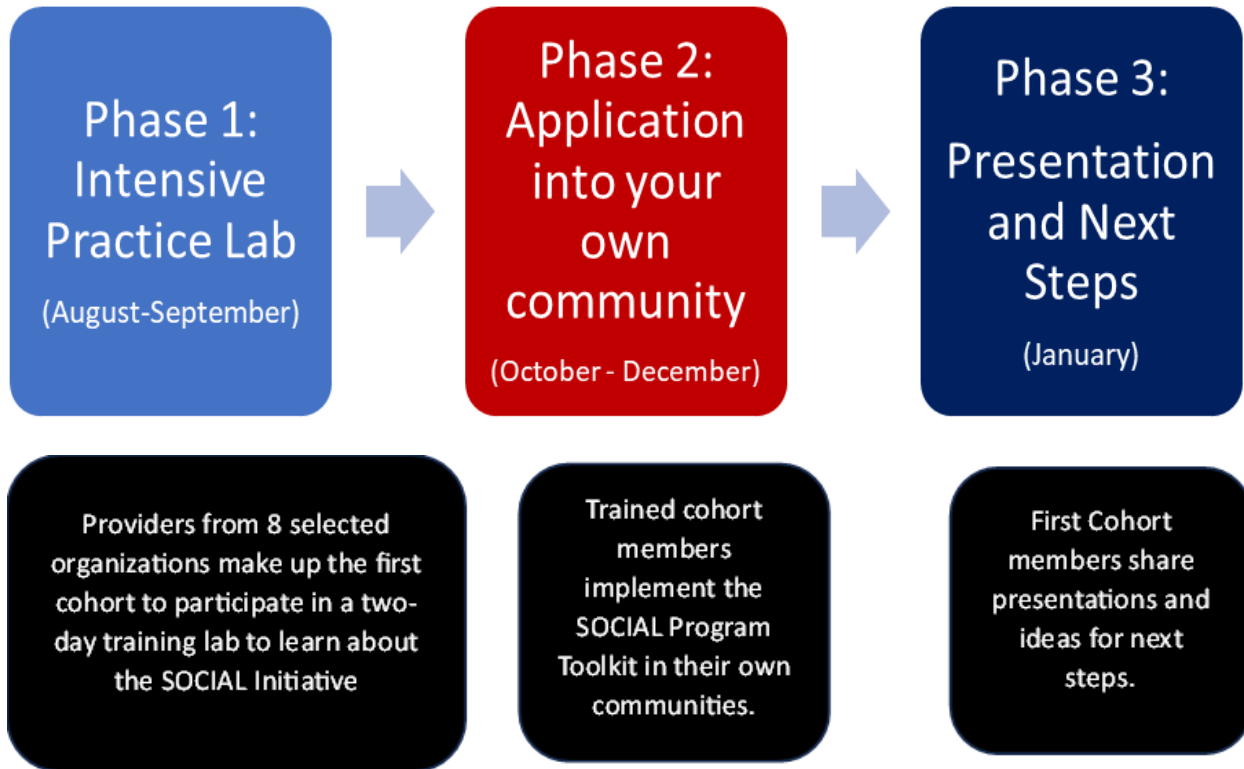 Phase 1:
Intensive
Practice Lab
(August-September)
Phase 2:
Application
into your
own
community
(October - December)
Phase 3:
Presentation
and Next
Steps
(January)
Providers from 8 selected
organizations make up the first
cohort to participate in a two-
day training lab to learn about
the SOCIAL Initiative
Trained cohort
members
implement the
SOCIAL Program
Toolkit in their own
communities.
First Cohort
members share
presentations and
ideas for next
steps.